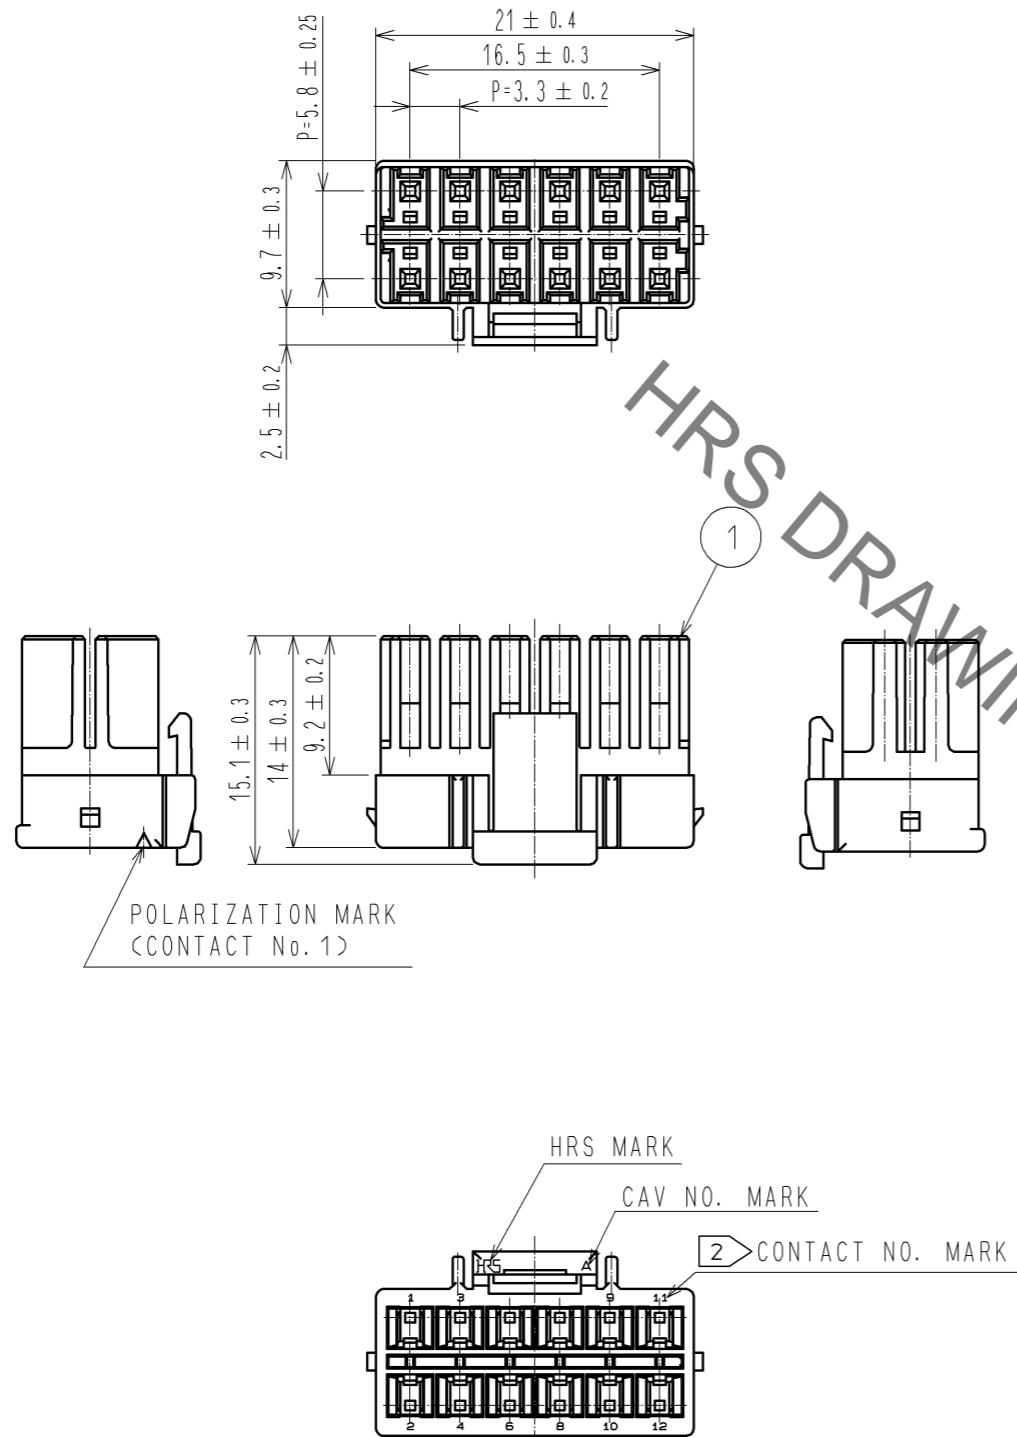 21 ± 0.4
16.5 ± 0.3
P=3.3 ± 0.2
P=5.8 ± 0.25
9.7 ± 0.3
2.5 ± 0.2
HRS DRAWIN
1
15.1 ± 0.3
14 ± 0.3
9.2 ± 0.2
POLARIZATION MARK
(CONTACT No.1)
HRS MARK
CAV NO. MARK
2 CONTACT NO. MARK
HRS A
1 3 9 11
2 4 6 8 10 12